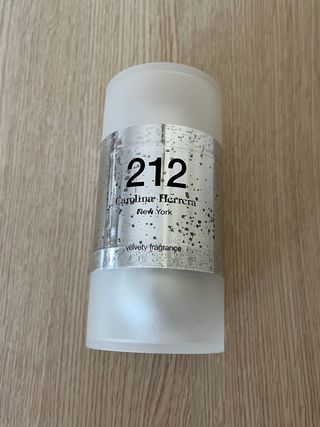 212
Carolina Herrera
New York
velvety fragrance